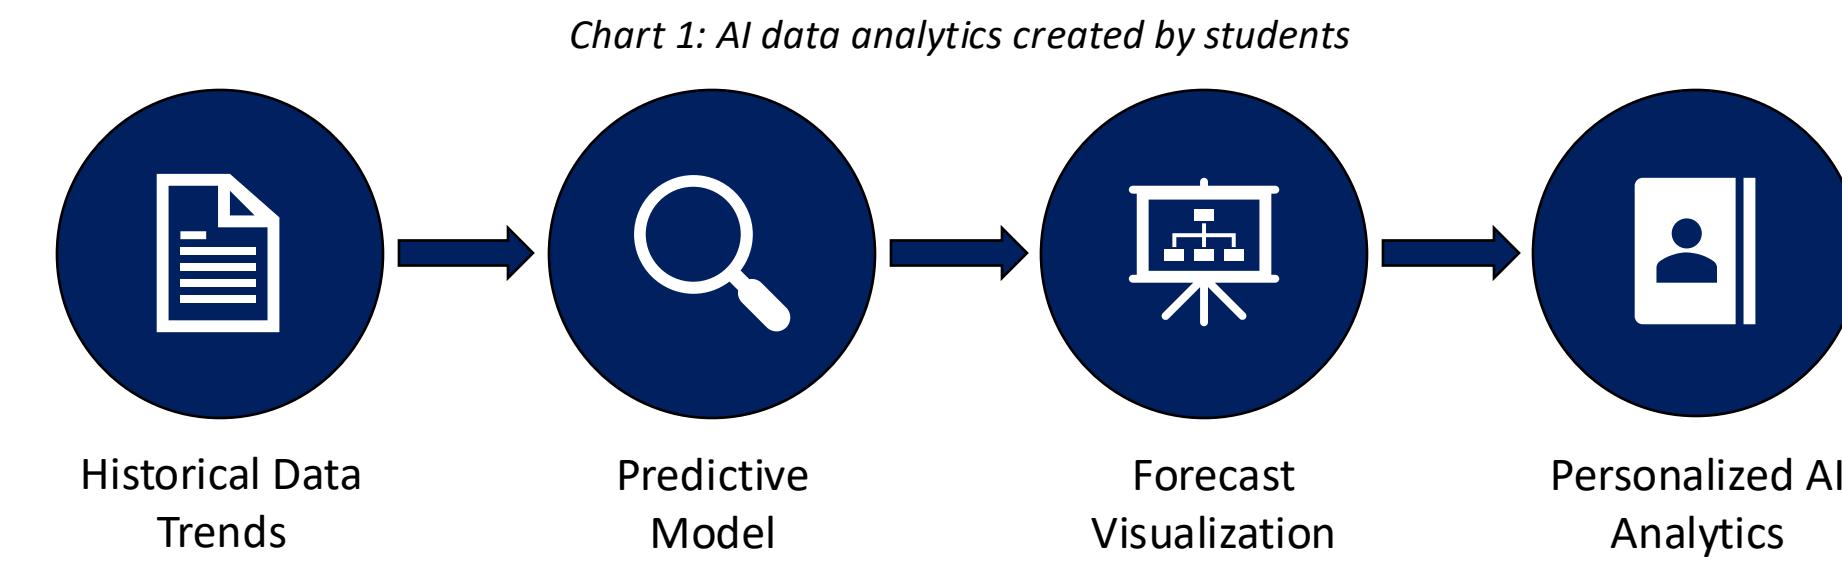 Chart 1: AI data analytics created by students
Historical Data
Trends
Predictive
Model
Forecast
Visualization
Personalized AI
Analytics